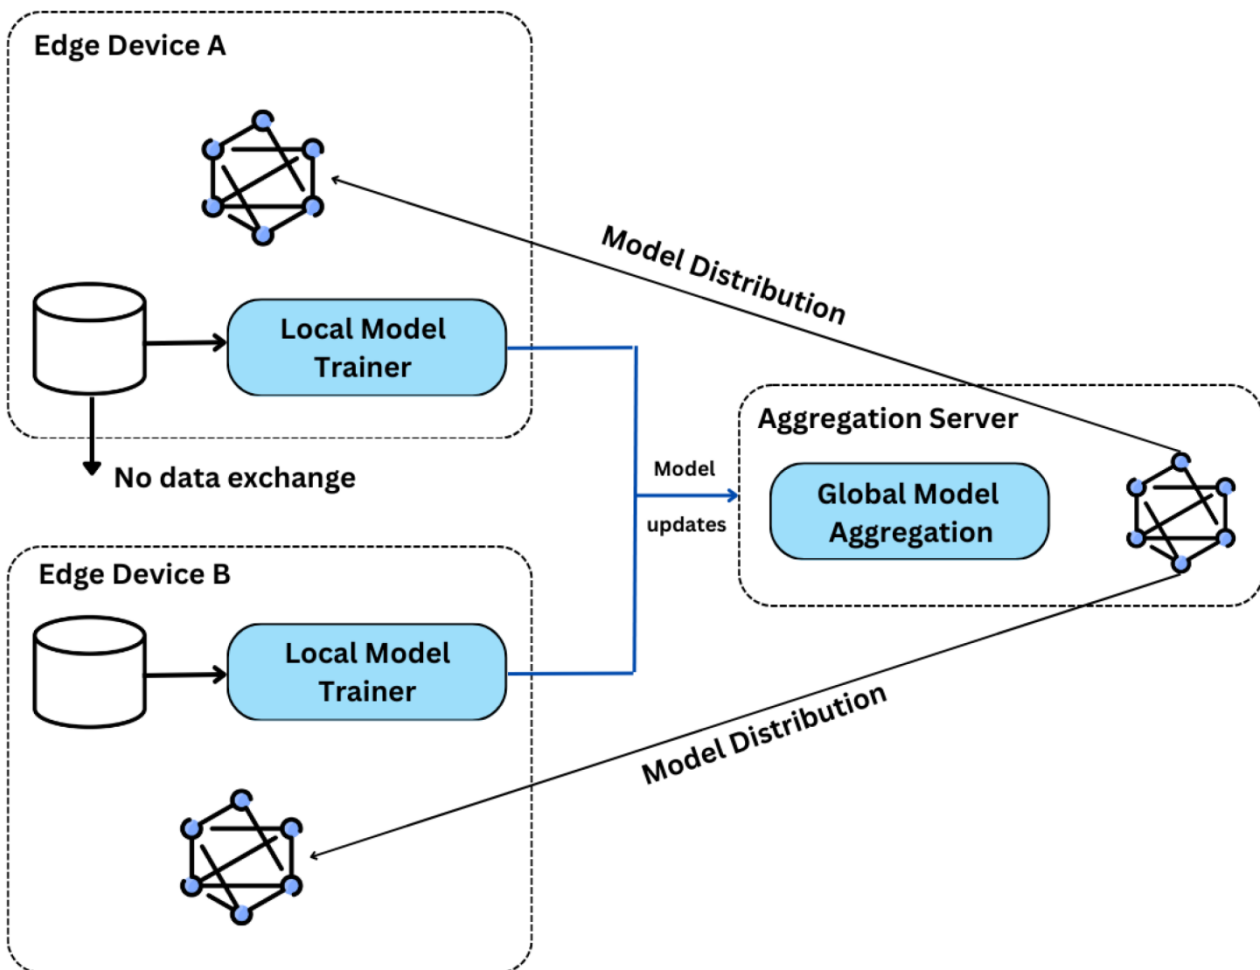 Edge Device A
Local Model
Trainer
No data exchange
Model Distribution
Model
updates
Aggregation Server
Global Model
Aggregation
Edge Device B
Local Model
Trainer
Model Distribution